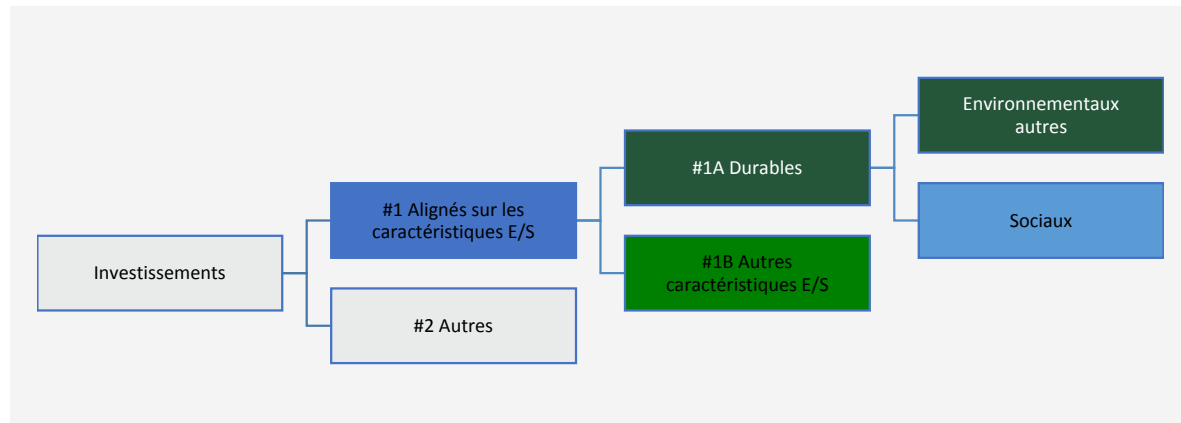 Investissements
#1 Alignés sur les
caractéristiques E/S
#2 Autres
#1A Durables
#1B Autres
caractéristiques E/S
Environnementaux
autres
Sociaux